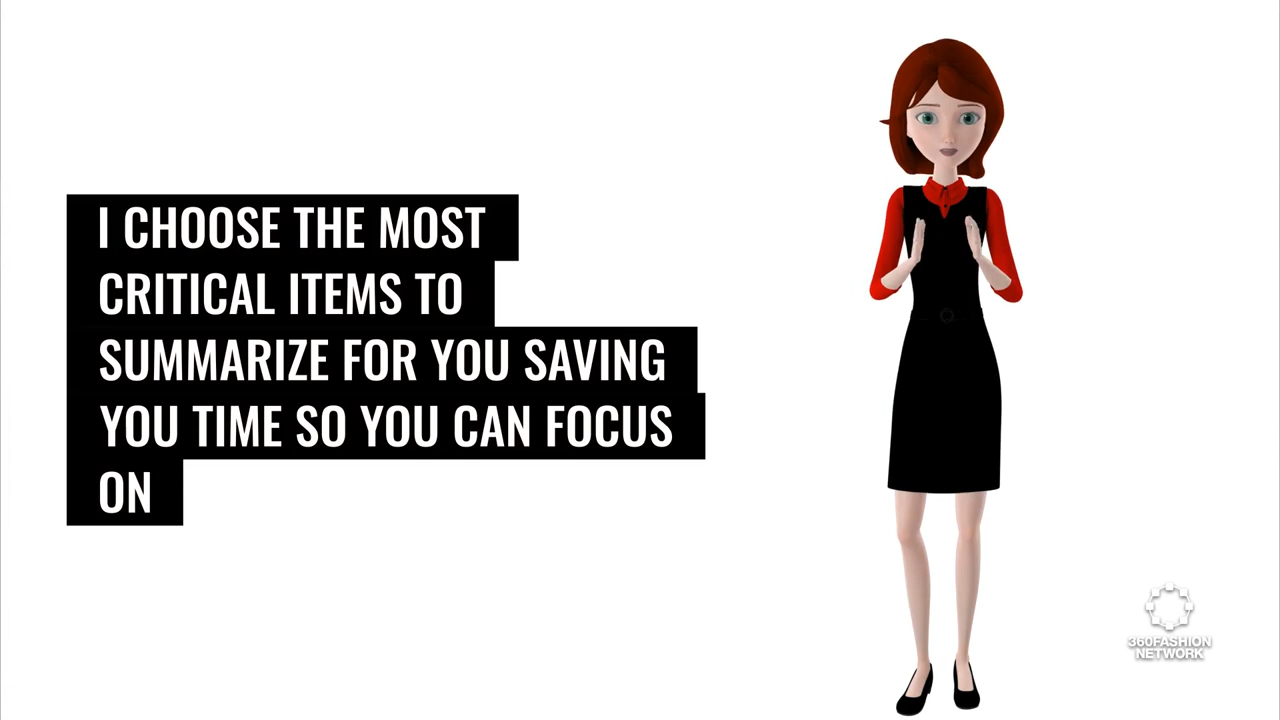 I CHOOSE THE MOST
CRITICAL ITEMS TO
SUMMARIZE FOR YOU SAVING
YOU TIME SO YOU CAN FOCUS
ON
360FASHION
NETWORK